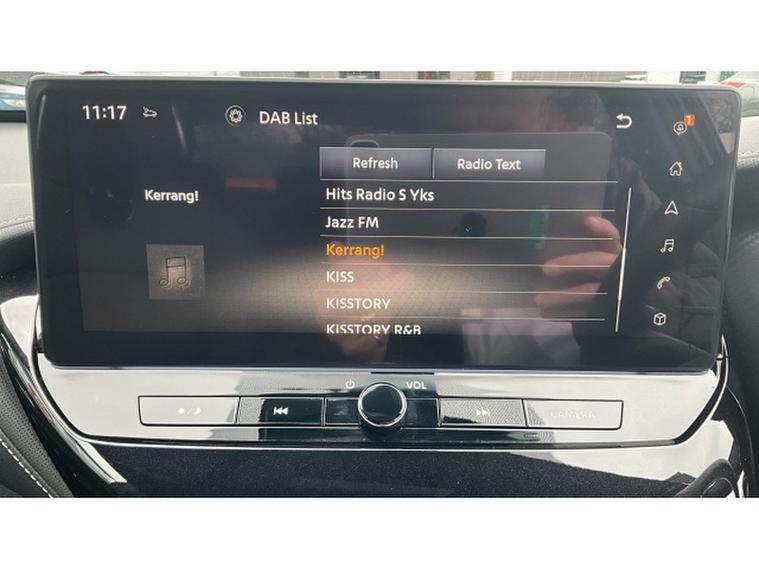 11:17
DAB List
1
Refresh
Radio Text
Kerrang!
Hits Radio S Yks
Jazz FM
Kerrang!
KISS
KISSTORY
KISSTORY R&B
VOL
CAMERA